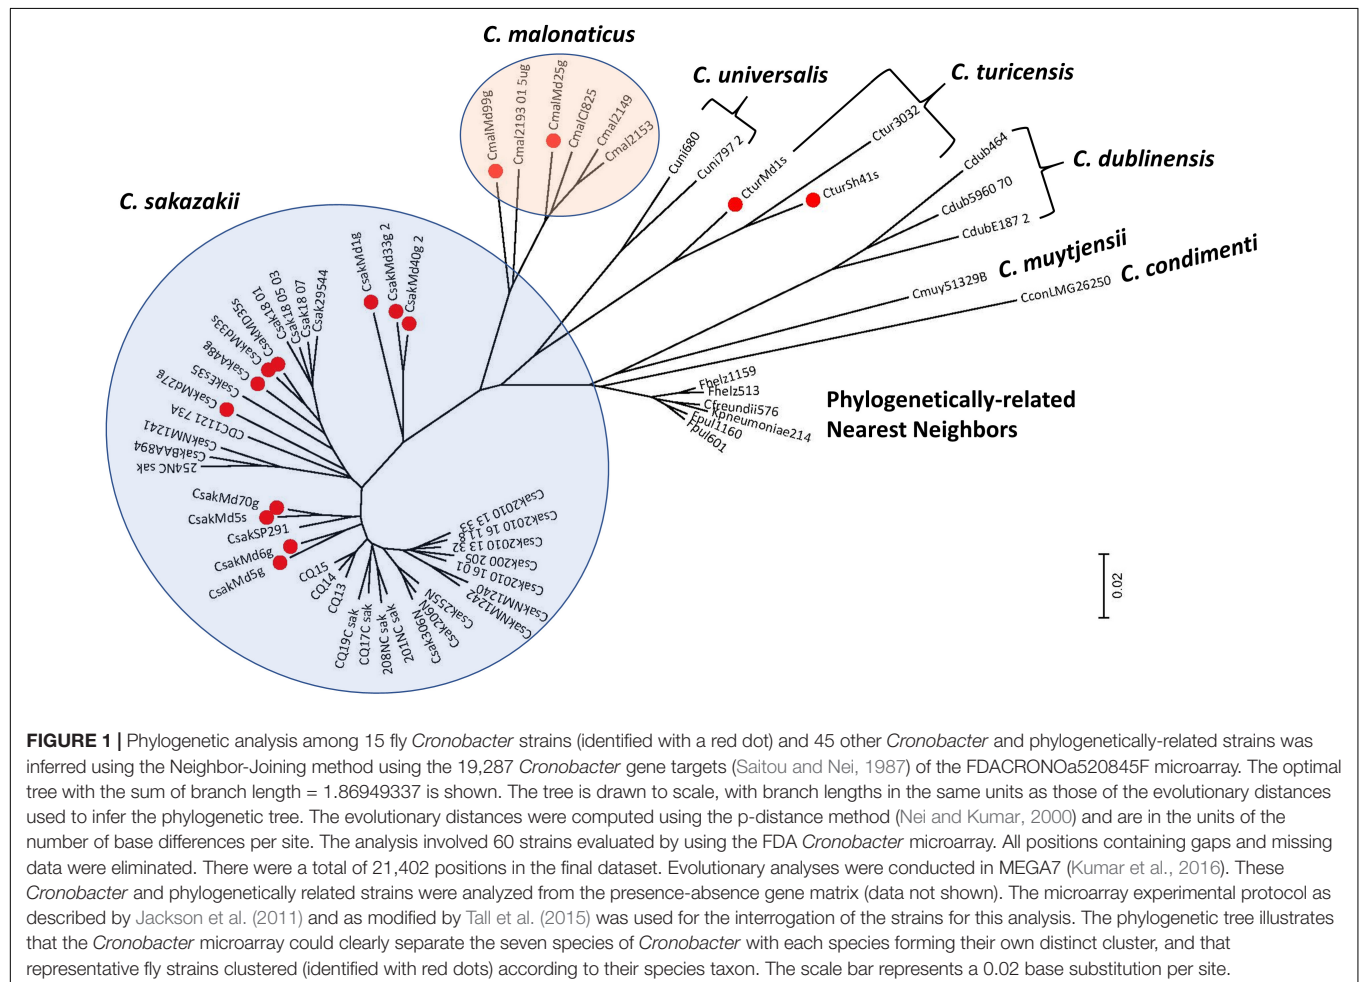 C. malonaticus
CmalMd99g
Cmal2193 01 5ug
CmalMd25g
CmalCI825
Cmal2149
Cmal2153
C. universalis
Cuni680
Cuni797 2
C. turicensis
CturMd1s
Ctur3032
CturSh41s
C. dublinensis
Cdub464
Cdub5960 70
CdubE187 2
C. muytjensii
Cmuy51329B
C. condimenti
CconLMG26250
Fhelz1159
Fhelz513
Cfreundii576
Kpneumoniae214
Epul1160
Fpul601
Phylogenetically-related
Nearest Neighbors
0.02
C. sakazakii
CsakMd1g
CsakMd33g 2
CsakMd40g 2
Csak29544
Csak18 07
Csak18 05 03
Csak18 01
CsakMD35s
CsakMd33s
CsakA48g
CsakEs35
CsakMd27g
CDC1121 73A
CsakNM1241
CsakBAA894
254NC sak
CsakMd70g
CsakMd5s
CsakSP291
CsakMd6g
CsakMd5g
CQ15
CQ14
CQ13
CQ19C sak
CQ17C sak
208NC sak
201NC sak
Csak306N
Csak206N
Csak255N
CsakNM1242
CsakNM1240
Csak2010 16 01
Csak200 205
Csak2010 13 32
Csak2010 16 11
Csak2010 13 33
FIGURE 1 | Phylogenetic analysis among 15 fly Cronobacter strains (identified with a red dot) and 45 other Cronobacter and phylogenetically-related strains was
inferred using the Neighbor-Joining method using the 19,287 Cronobacter gene targets (Saitou and Nei, 1987) of the FDACRONOa520845F microarray. The optimal
tree with the sum of branch length = 1.86949337 is shown. The tree is drawn to scale, with branch lengths in the same units as those of the evolutionary distances
used to infer the phylogenetic tree. The evolutionary distances were computed using the p-distance method (Nei and Kumar, 2000) and are in the units of the
number of base differences per site. The analysis involved 60 strains evaluated by using the FDA Cronobacter microarray. All positions containing gaps and missing
data were eliminated. There were a total of 21,402 positions in the final dataset. Evolutionary analyses were conducted in MEGA7 (Kumar et al., 2016). These
Cronobacter and phylogenetically related strains were analyzed from the presence-absence gene matrix (data not shown). The microarray experimental protocol as
described by Jackson et al. (2011) and as modified by Tall et al. (2015) was used for the interrogation of the strains for this analysis. The phylogenetic tree illustrates
that the Cronobacter microarray could clearly separate the seven species of Cronobacter with each species forming their own distinct cluster, and that
representative fly strains clustered (identified with red dots) according to their species taxon. The scale bar represents a 0.02 base substitution per site.